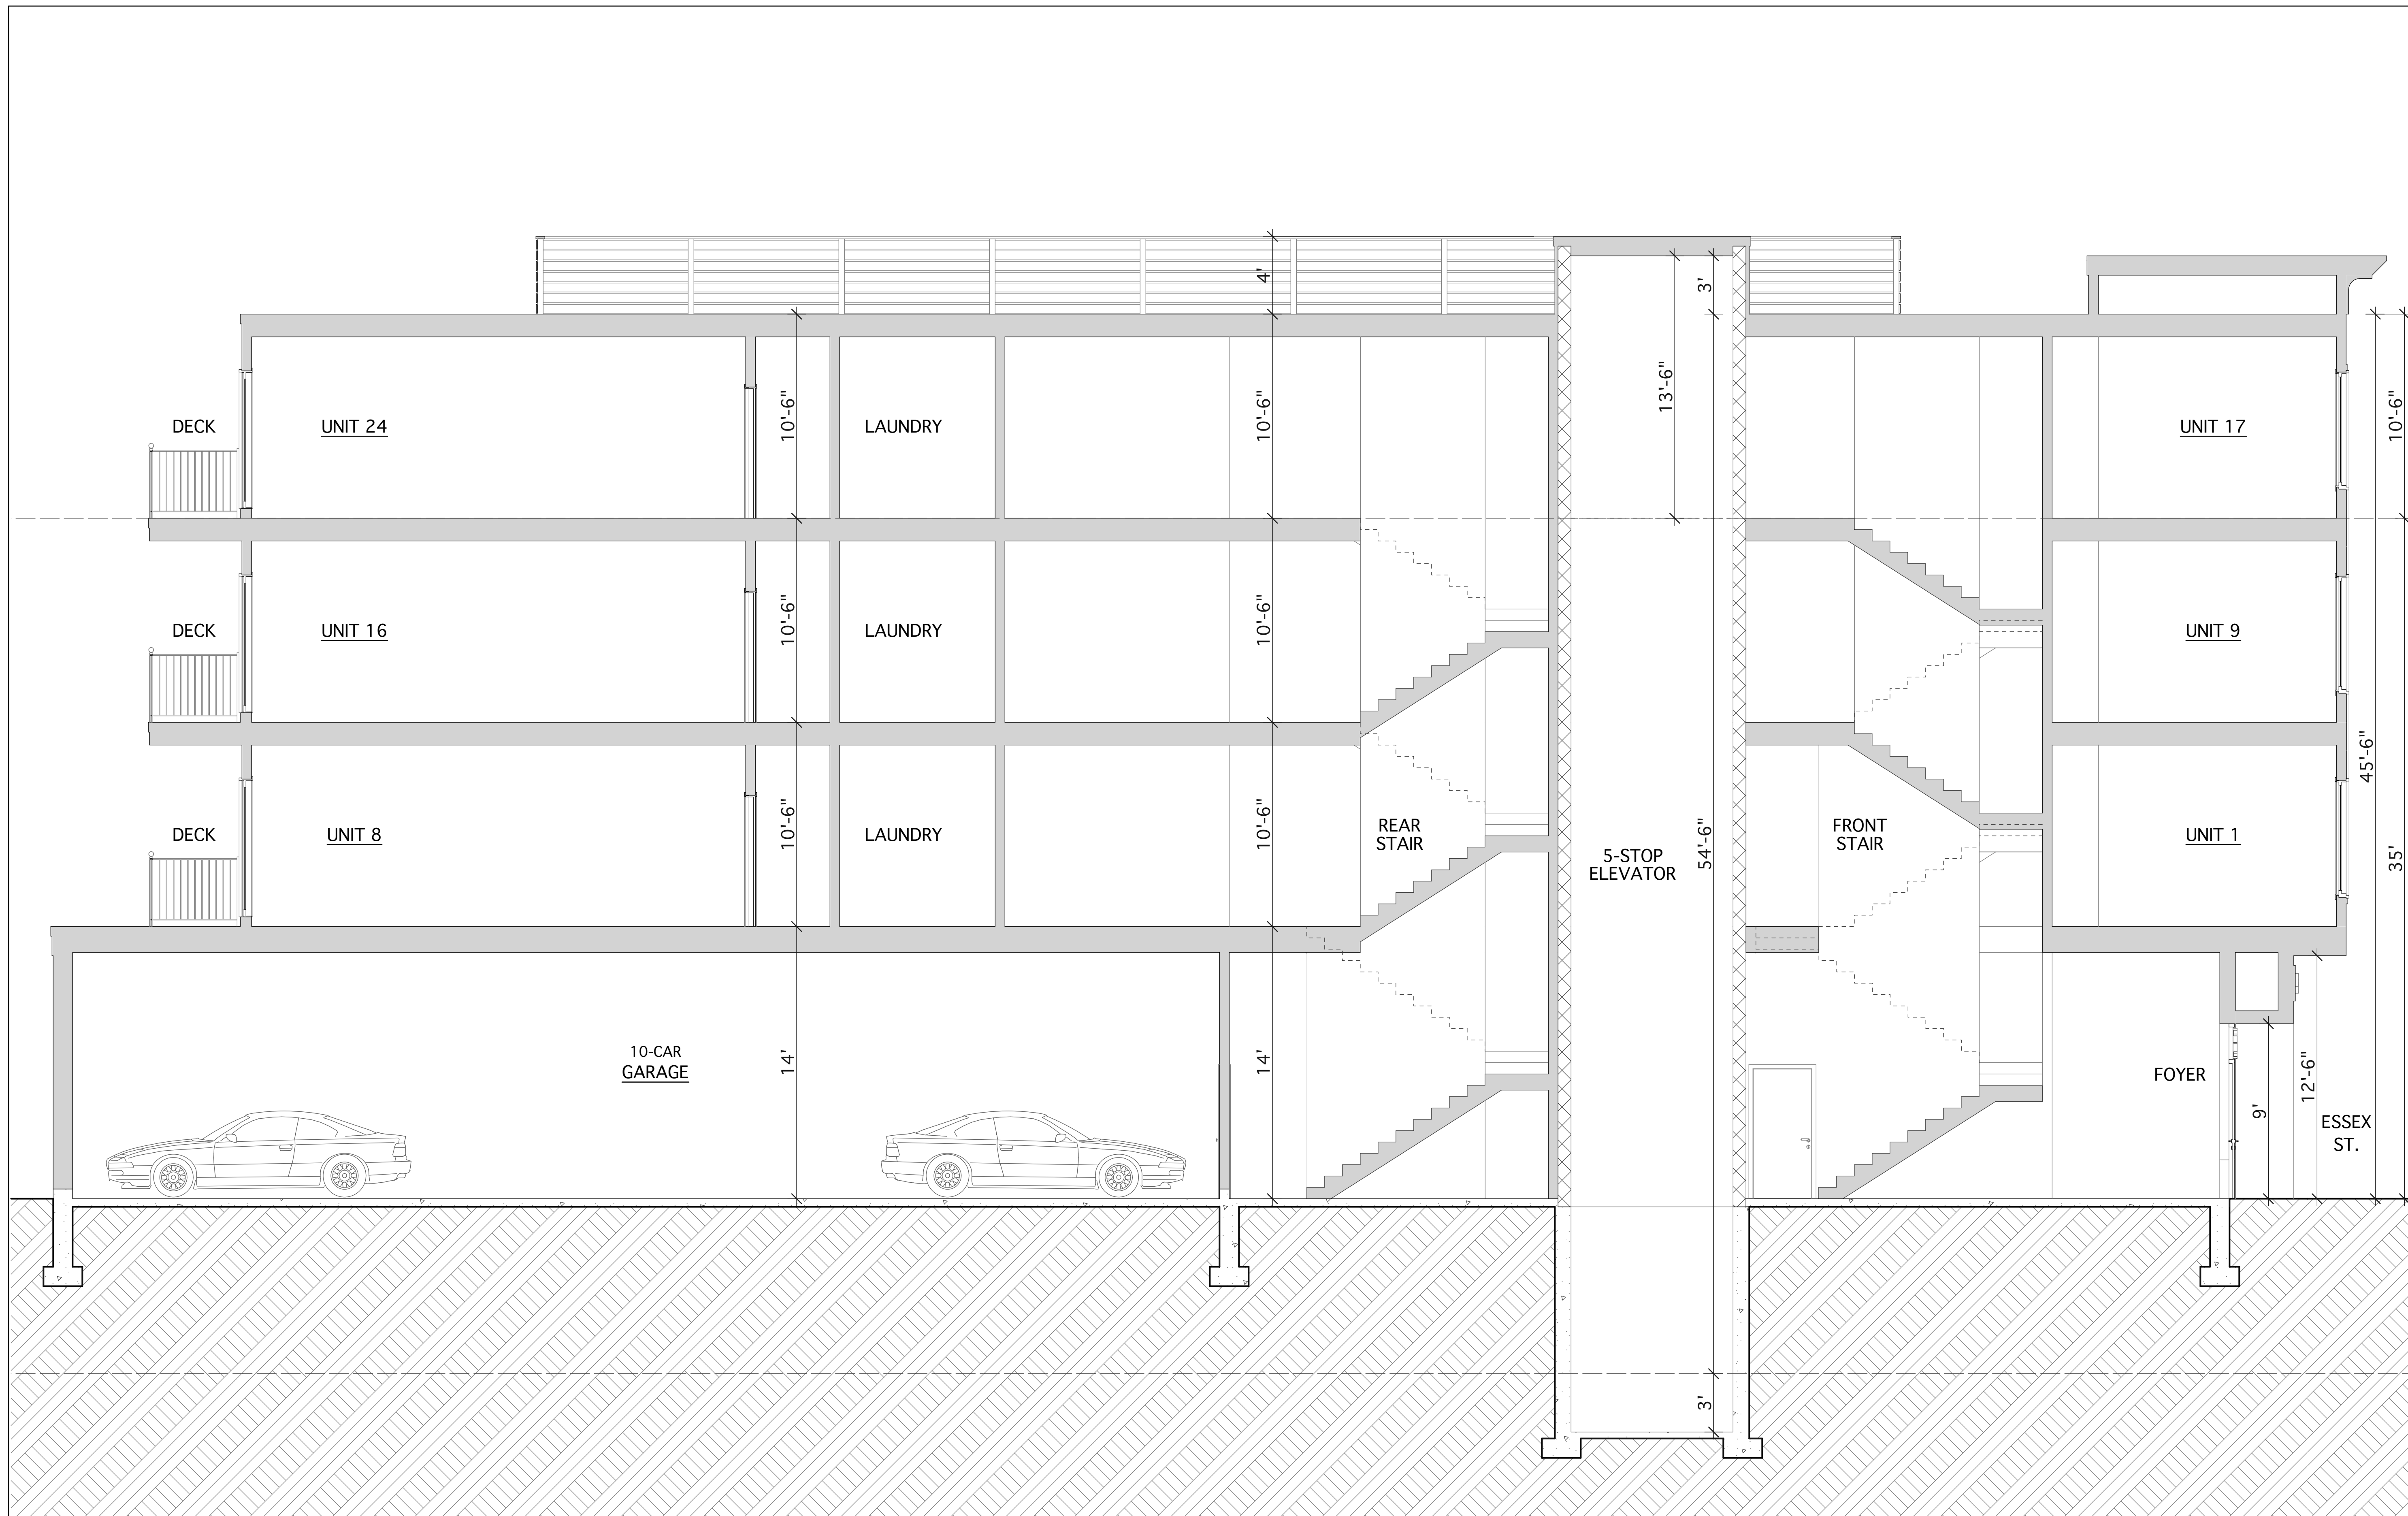 4'
3'
13'-6"
DECK
UNIT 24
10'-6"
LAUNDRY
10'-6"
UNIT 17
10'-6"
DECK
UNIT 16
10'-6"
LAUNDRY
10'-6"
UNIT 9
45'-6"
DECK
UNIT 8
10'-6"
LAUNDRY
10'-6"
REAR
STAIR
5-STOP
ELEVATOR
54'-6"
FRONT
STAIR
UNIT 1
35'
10-CAR
GARAGE
14'
14'
FOYER
9'
12'-6"
ESSEX
ST.
3'